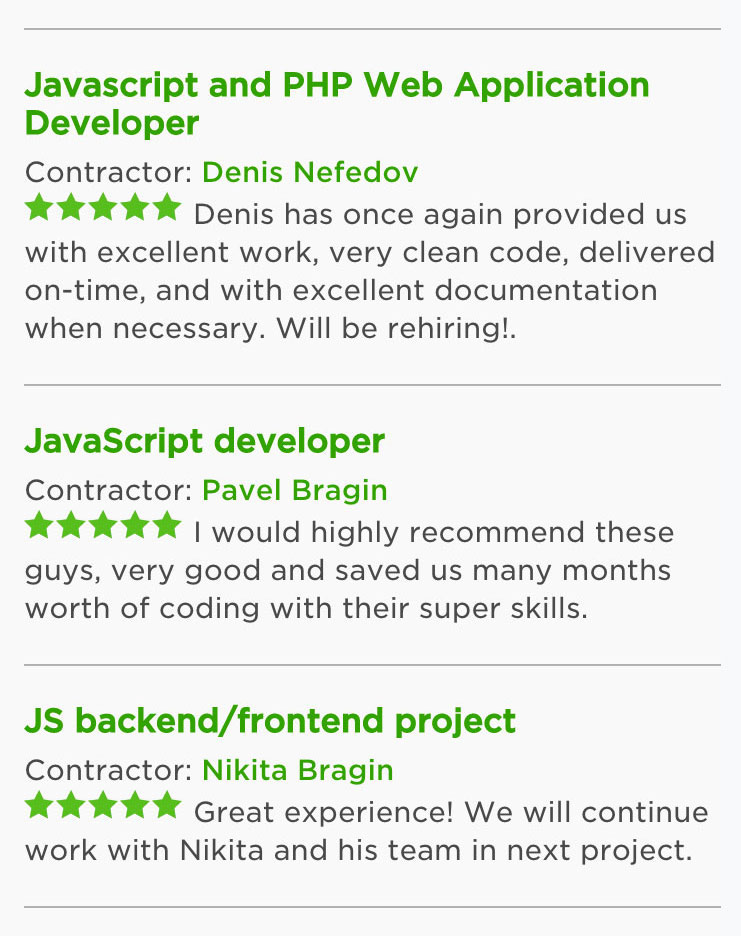 Javascript and PHP Web Application
Developer
Contractor: Denis Nefedov
Denis has once again provided us
with excellent work, very clean code, delivered
on-time, and with excellent documentation
when necessary. Will be rehiring!.
JavaScript developer
Contractor: Pavel Bragin
I would highly recommend these
guys, very good and saved us many months
worth of coding with their super skills.
JS backend/frontend project
Contractor: Nikita Bragin
Great experience! We will continue
work with Nikita and his team in next project.